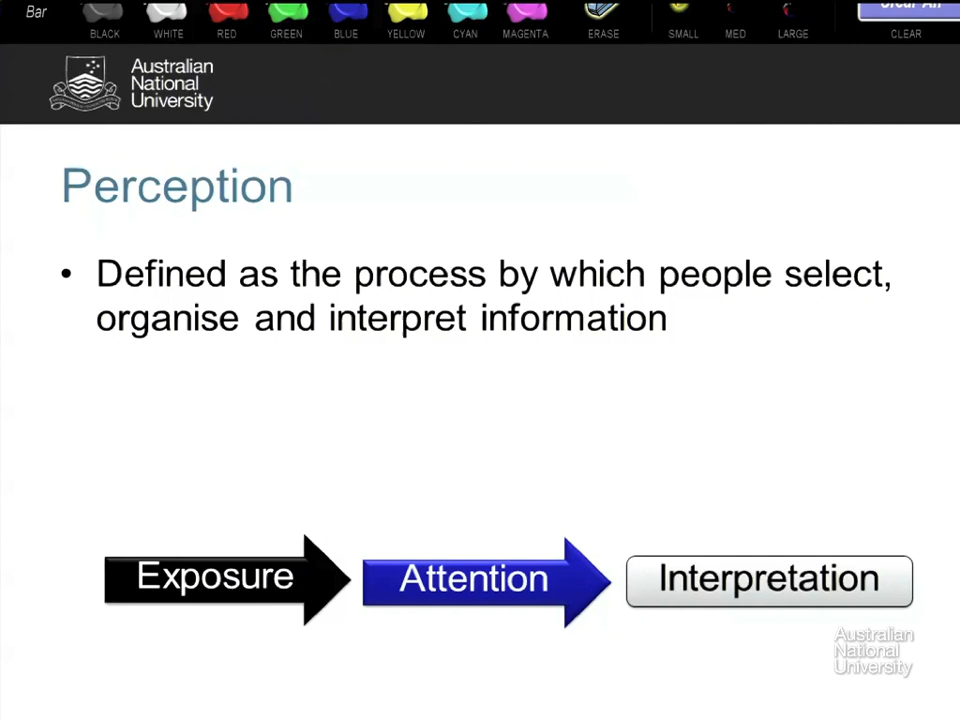 Bar
BLACK WHITE RED GREEN BLUE YELLOW CYAN MAGENTA ERASE SMALL MED LARGE CLEAR
Australian
National
University
Perception
• Defined as the process by which people select,
organise and interpret information
Exposure Attention Interpretation
Australian
National
University